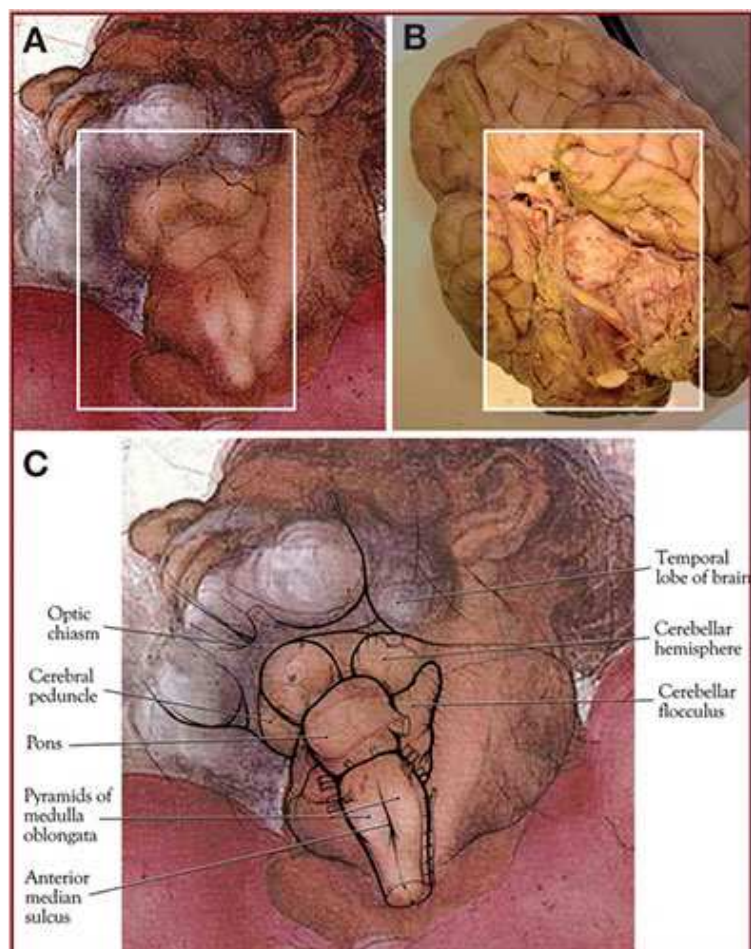 A
B
C
Optic
chiasm
Cerebral
peduncle
Pons
Pyramids of
medulla
oblongata
Anterior
median
sulcus
Temporal
lobe of brain
Cerebellar
hemisphere
Cerebellar
flocculus